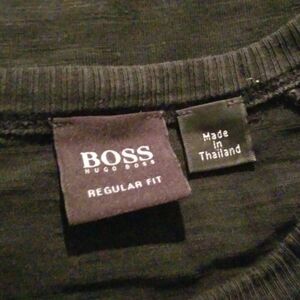 BOSS
HUGO BOSS
REGULAR FIT
Made
in
Thailand